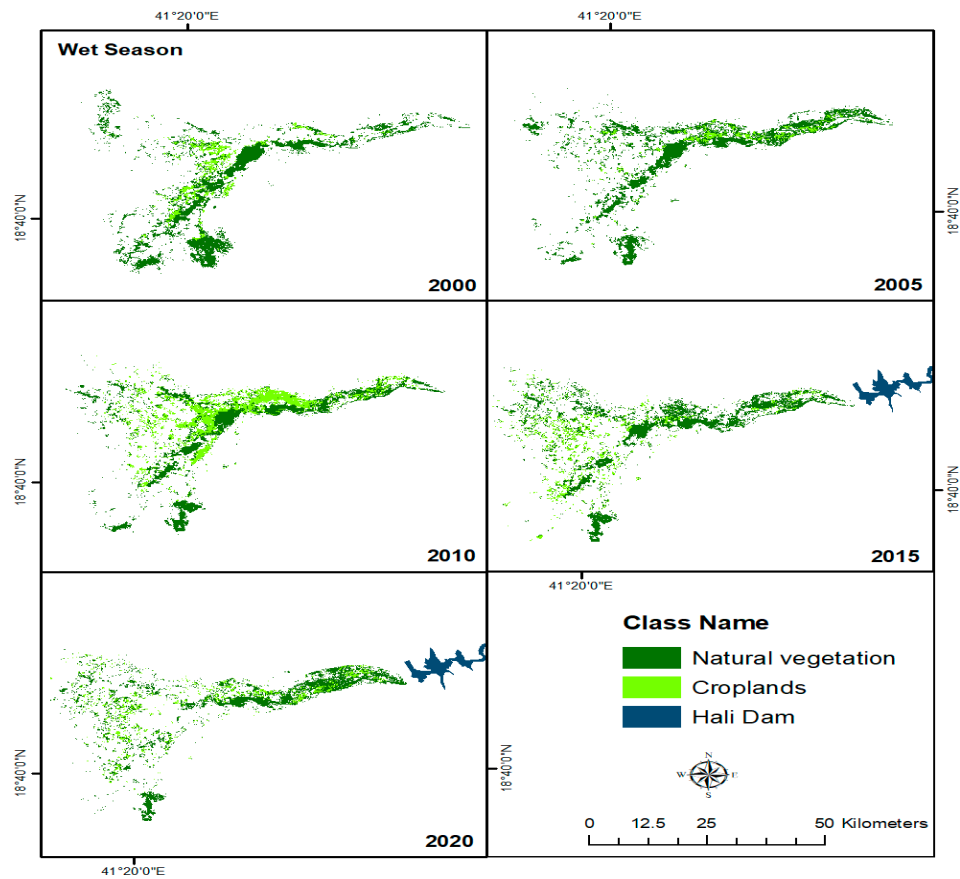 41°20'0"E 41°20'0"E
Wet Season
18°40'0"N 18°40'0"N
2000 2005
18°40'0"N 18°40'0"N
2010 2015
41°20'0"E
Class Name
Natural vegetation
Croplands
Hali Dam
N
W E
S
18°40'0"N 18°40'0"N
0 12.5 25 50 Kilometers
2020
41°20'0"E